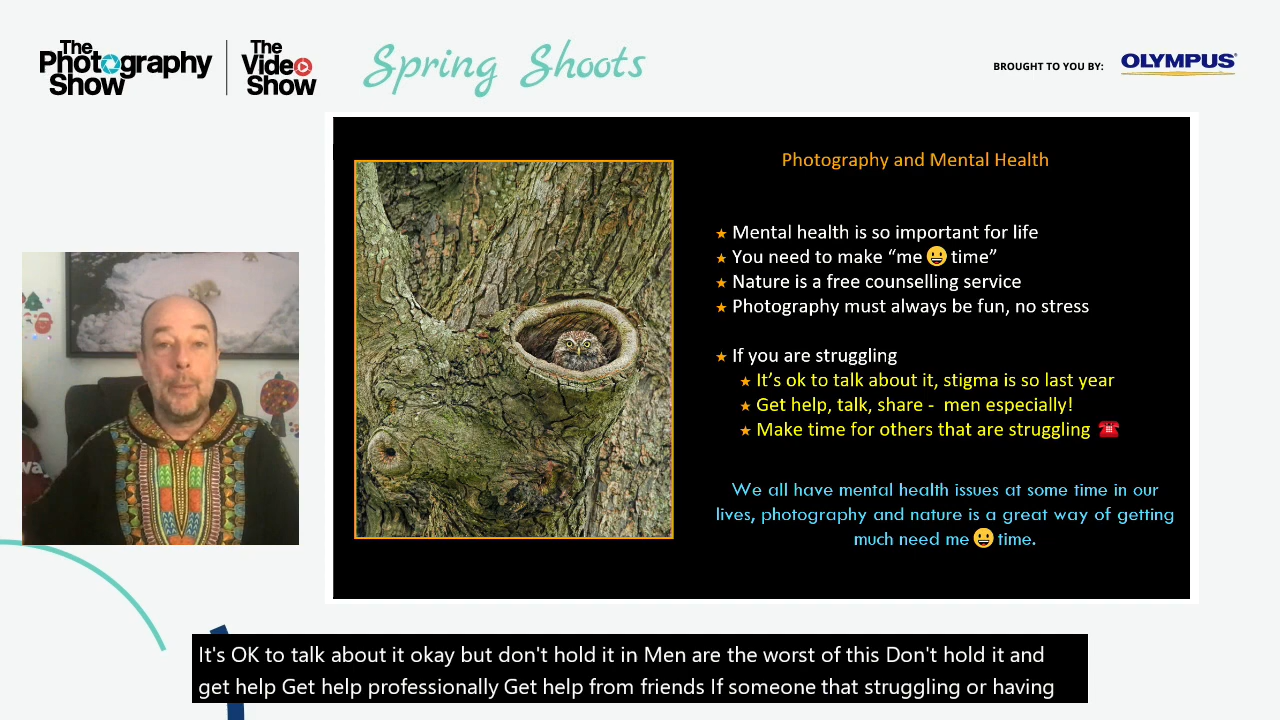 The Photography Show
The Video Show
Spring Shoots
BROUGHT TO YOU BY:
OLYMPUS
Photography and Mental Health
★ Mental health is so important for life
★ You need to make “me 😀 time”
★ Nature is a free counselling service
★ Photography must always be fun, no stress
★ If you are struggling
★ It’s ok to talk about it, stigma is so last year
★ Get help, talk, share - men especially!
★ Make time for others that are struggling ☎️
We all have mental health issues at some time in our
lives, photography and nature is a great way of getting
much need me 😀 time.
It's OK to talk about it okay but don't hold it in Men are the worst of this Don't hold it and
get help Get help professionally Get help from friends If someone that struggling or having